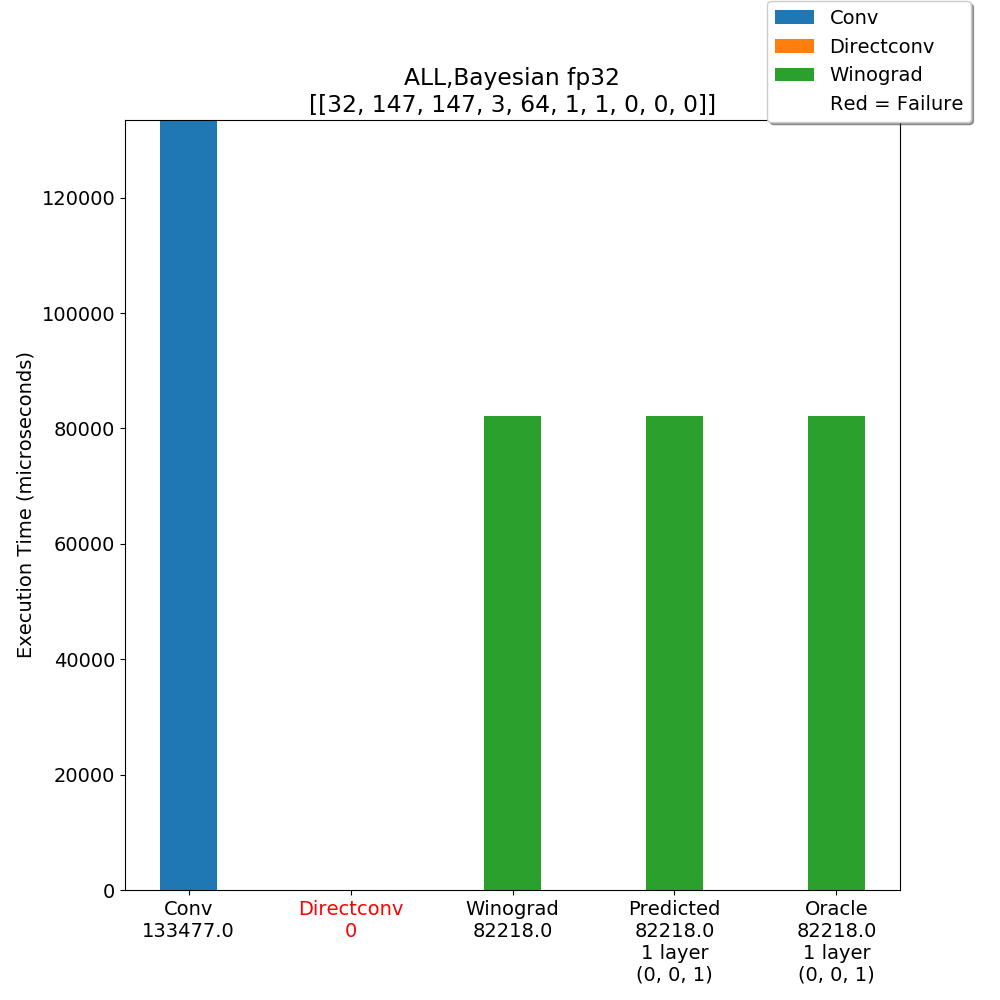 Conv
Directconv
Winograd
Red = Failure
ALL,Bayesian fp32
[[32, 147, 147, 3, 64, 1, 1, 0, 0, 0]]
Execution Time (microseconds)
120000
100000
80000
60000
40000
20000
0
Conv
133477.0
Directconv
0
Winograd
82218.0
Predicted
82218.0
1 layer
(0, 0, 1)
Oracle
82218.0
1 layer
(0, 0, 1)